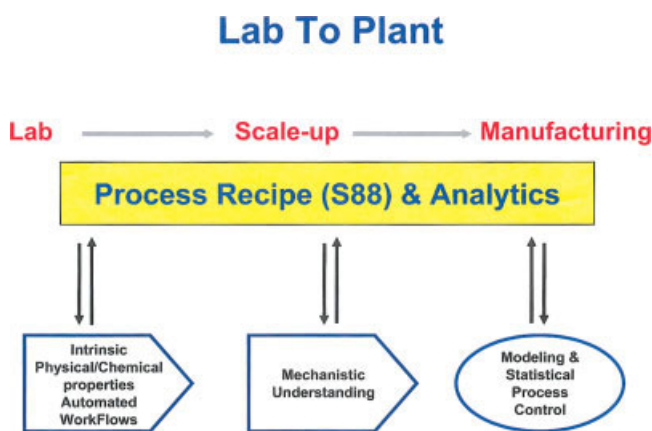 Lab To Plant
Lab
Scale-up
Manufacturing
Process Recipe (S88) & Analytics
Intrinsic
Physical/Chemical
properties
Automated
WorkFlows
Mechanistic
Understanding
Modeling &
Statistical
Process
Control